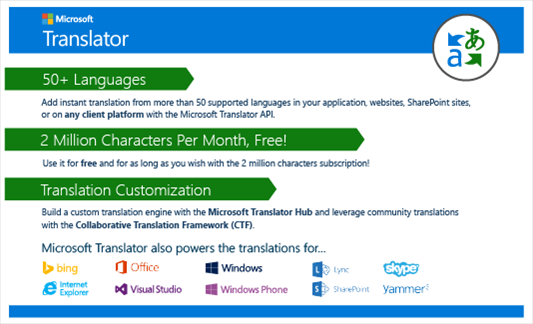 Microsoft
Translator
あ
a
50+ Languages
Add instant translation from more than 50 supported languages in your application, websites, SharePoint sites,
or on any client platform with the Microsoft Translator API.
2 Million Characters Per Month, Free!
Use it for free and for as long as you wish with the 2 million characters subscription!
Translation Customization
Build a custom translation engine with the Microsoft Translator Hub and leverage community translations
with the Collaborative Translation Framework (CTF).
Microsoft Translator also powers the translations for...
bing Office Windows Lync skype
Internet Explorer Visual Studio Windows Phone SharePoint yammer